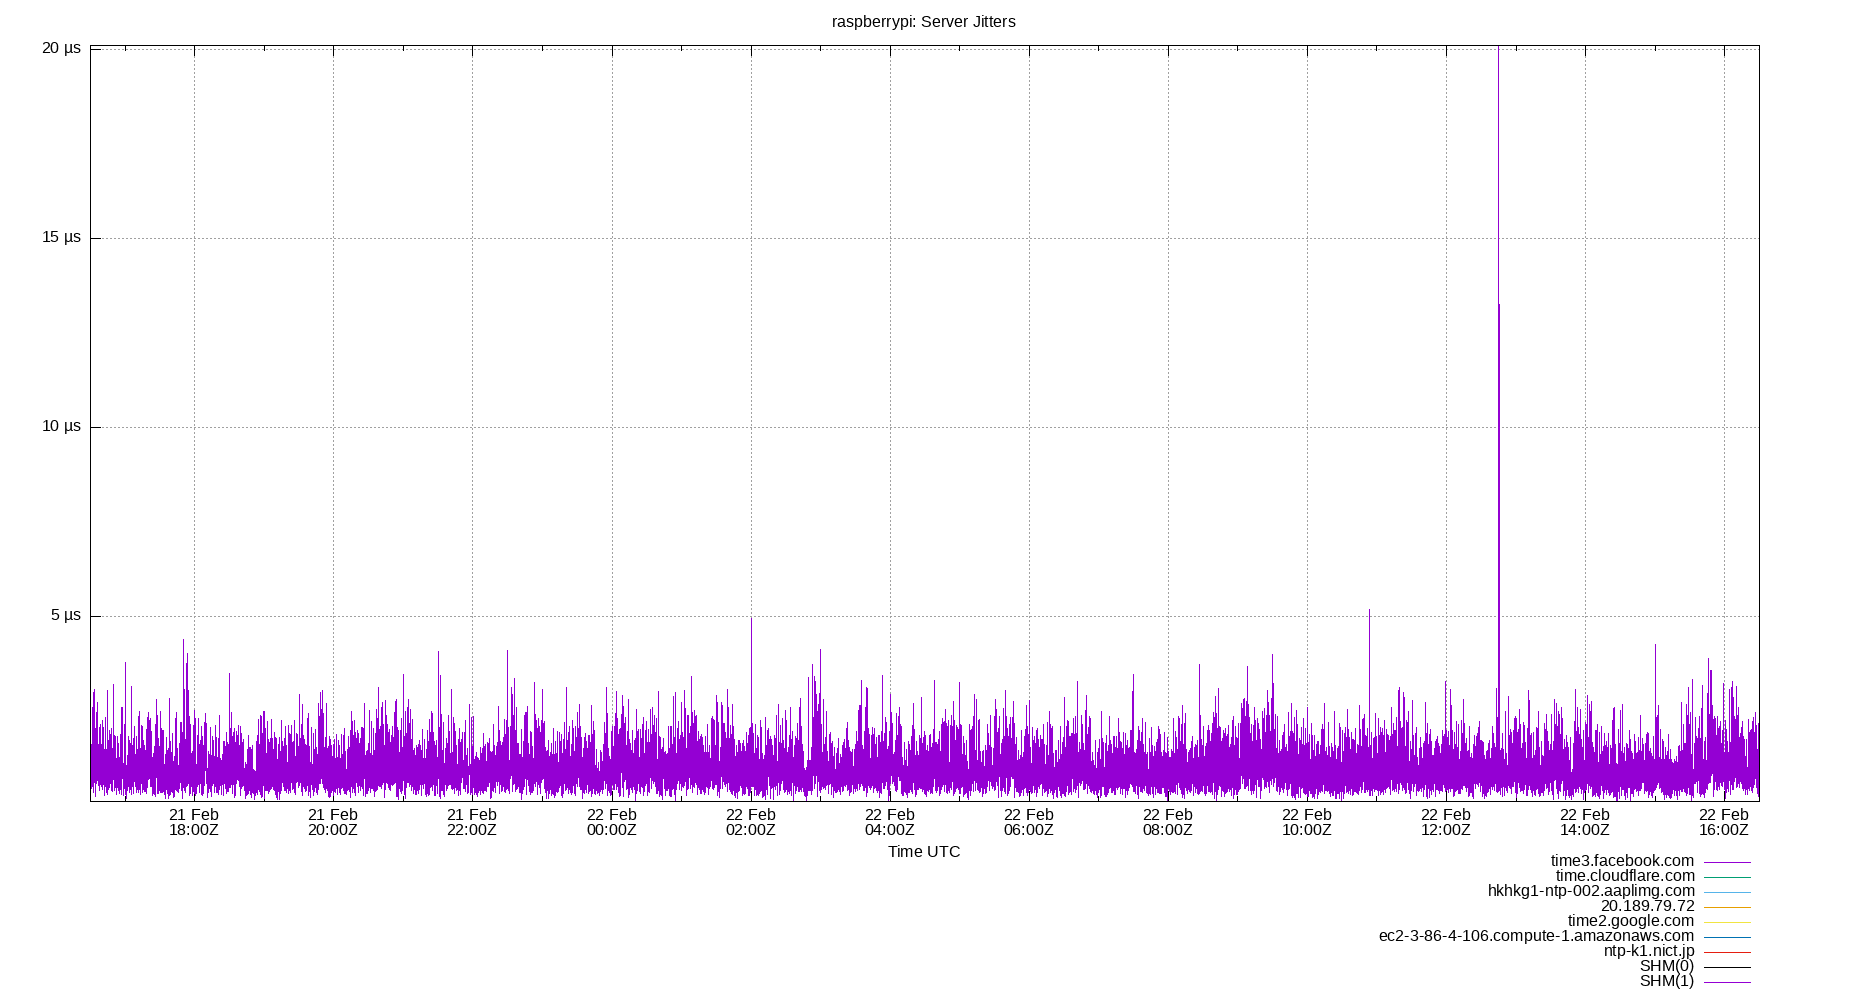 raspberrypi: Server Jitters
20 µs
15 µs
10 µs
5 µs
21 Feb 21 Feb 21 Feb 22 Feb 22 Feb 22 Feb 22 Feb 22 Feb 22 Feb 22 Feb 22 Feb 22 Feb
18:00Z 20:00Z 22:00Z 00:00Z 02:00Z 04:00Z 06:00Z 08:00Z 10:00Z 12:00Z 14:00Z 16:00Z
Time UTC
time3.facebook.com
time.cloudflare.com
hkhkg1-ntp-002.aaplimg.com
20.189.79.72
time2.google.com
ec2-3-86-4-106.compute-1.amazonaws.com
ntp-k1.nict.jp
SHM(0)
SHM(1)